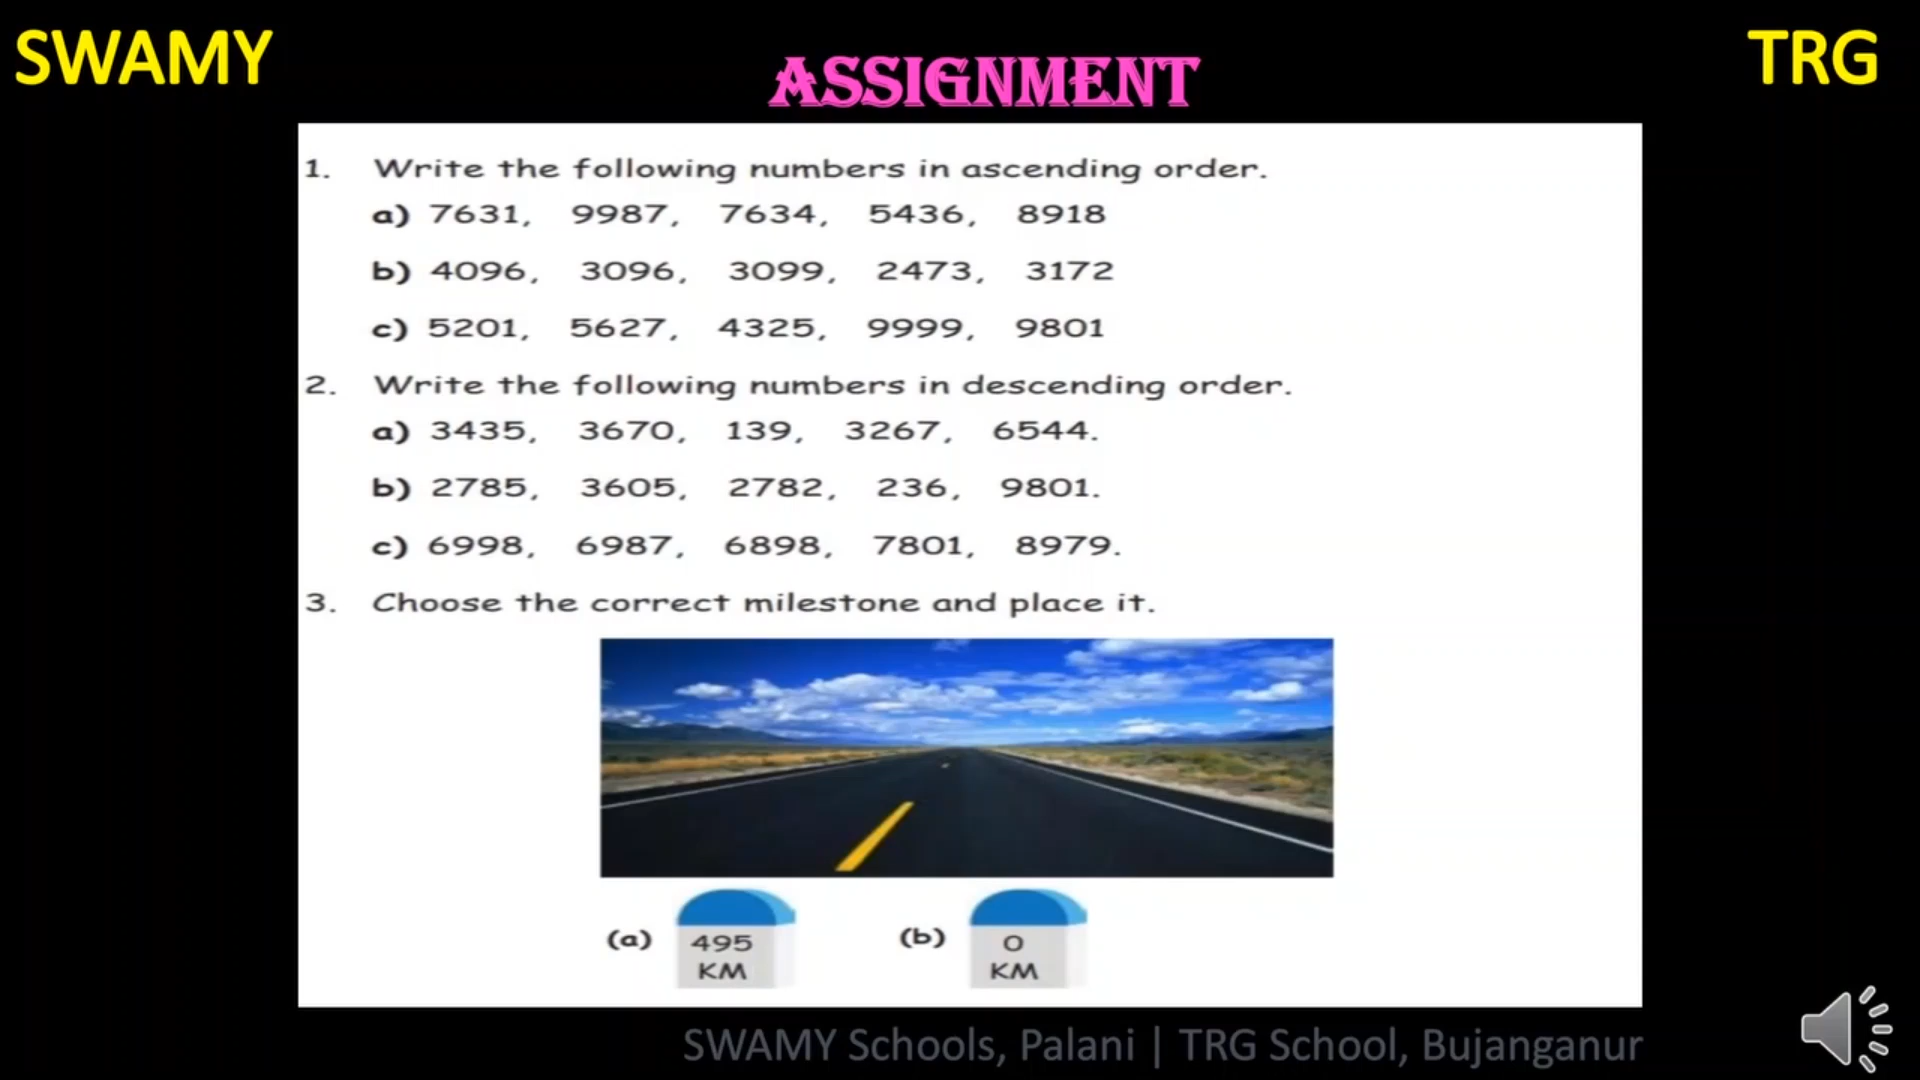 SWAMY
TRG
ASSIGNMENT
1. Write the following numbers in ascending order.
a) 7631, 9987, 7634, 5436, 8918
b) 4096, 3096, 3099, 2473, 3172
c) 5201, 5627, 4325, 9999, 9801
2. Write the following numbers in descending order.
a) 3435, 3670, 139, 3267, 6544.
b) 2785, 3605, 2782, 236, 9801.
c) 6998, 6987, 6898, 7801, 8979.
3. Choose the correct milestone and place it.
(a) 495 KM
(b) 0 KM
SWAMY Schools, Palani | TRG School, Bujanganur